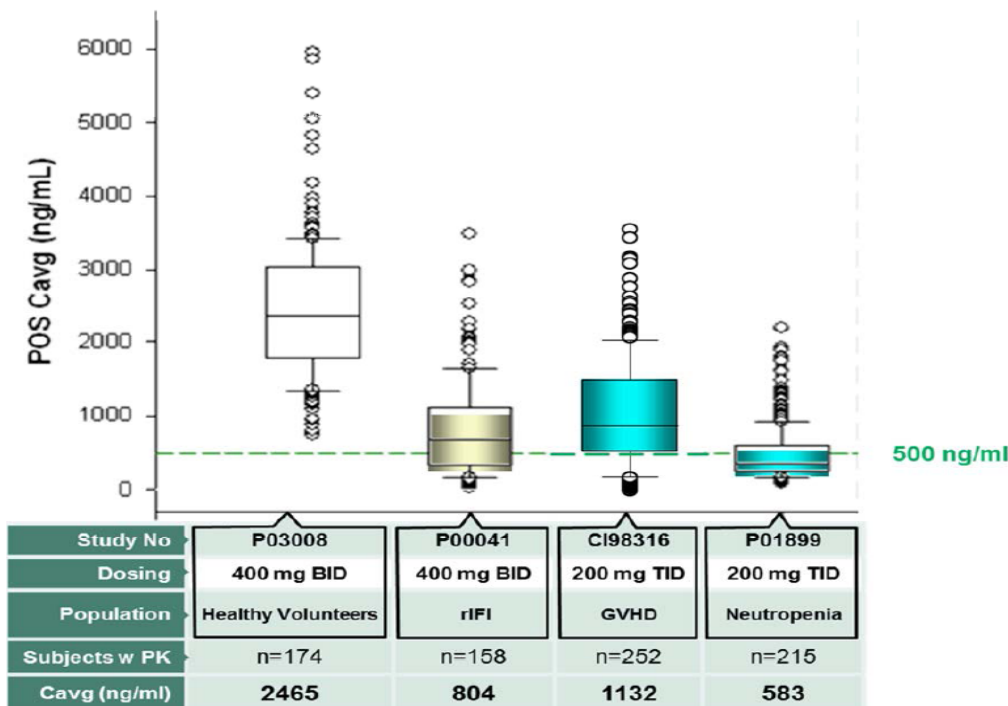 6000
5000
4000
3000
2000
1000
0
POS Cavg (ng/mL)
500 ng/ml
Study No P03008 P00041 CI98316 P01899
Dosing 400 mg BID 400 mg BID 200 mg TID 200 mg TID
Population Healthy Volunteers rIFI GVHD Neutropenia
Subjects w PK n=174 n=158 n=252 n=215
Cavg (ng/ml) 2465 804 1132 583